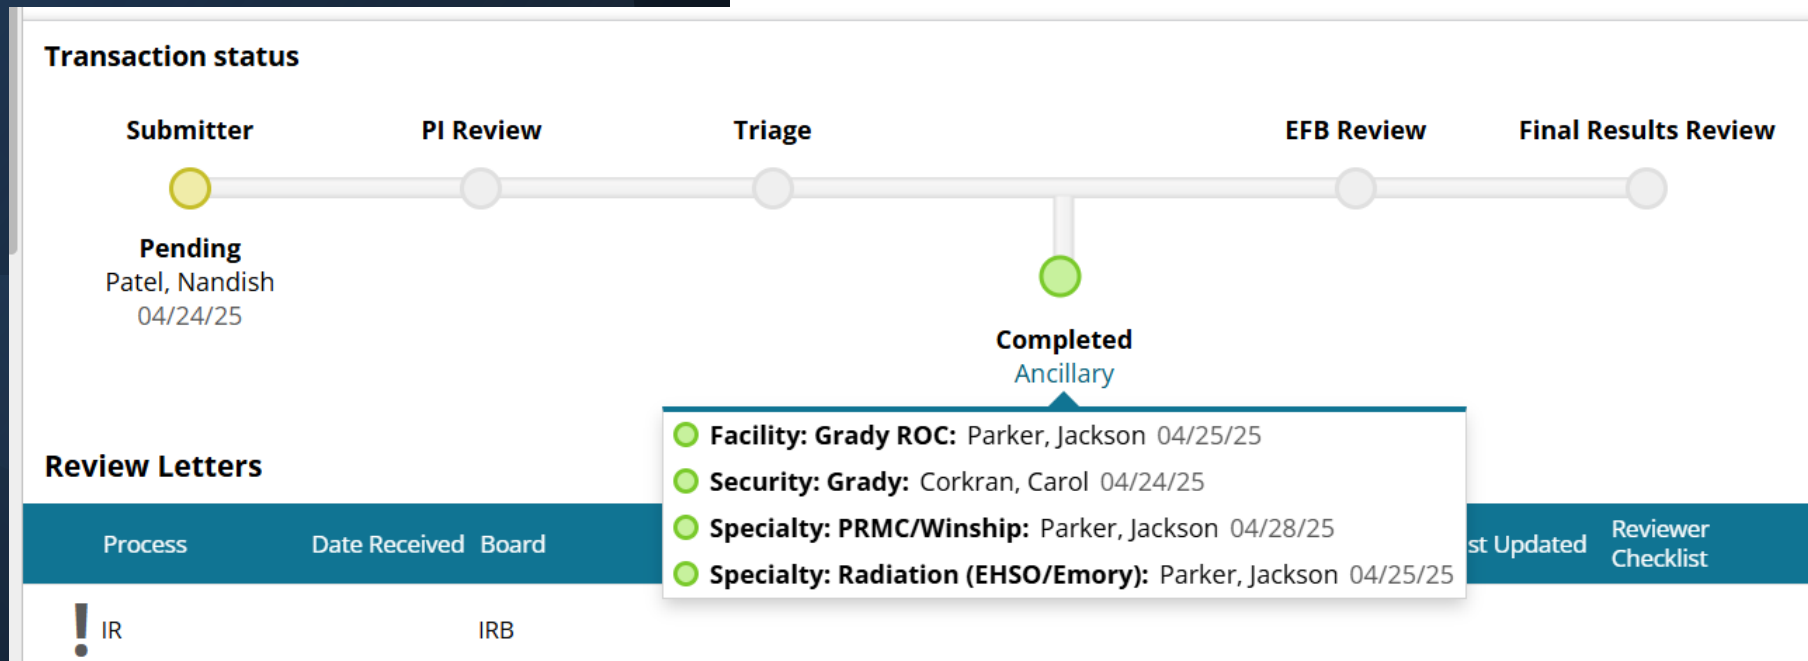 Transaction status
Submitter PI Review Triage EFB Review Final Results Review
Pending
Patel, Nandish
04/24/25
Completed
Ancillary
Facility: Grady ROC: Parker, Jackson 04/25/25
Security: Grady: Corkran, Carol 04/24/25
Specialty: PRMC/Winship: Parker, Jackson 04/28/25
Specialty: Radiation (EHSO/Emory): Parker, Jackson 04/25/25
Review Letters
Process Date Received Board st Updated Reviewer
Checklist
! IR IRB